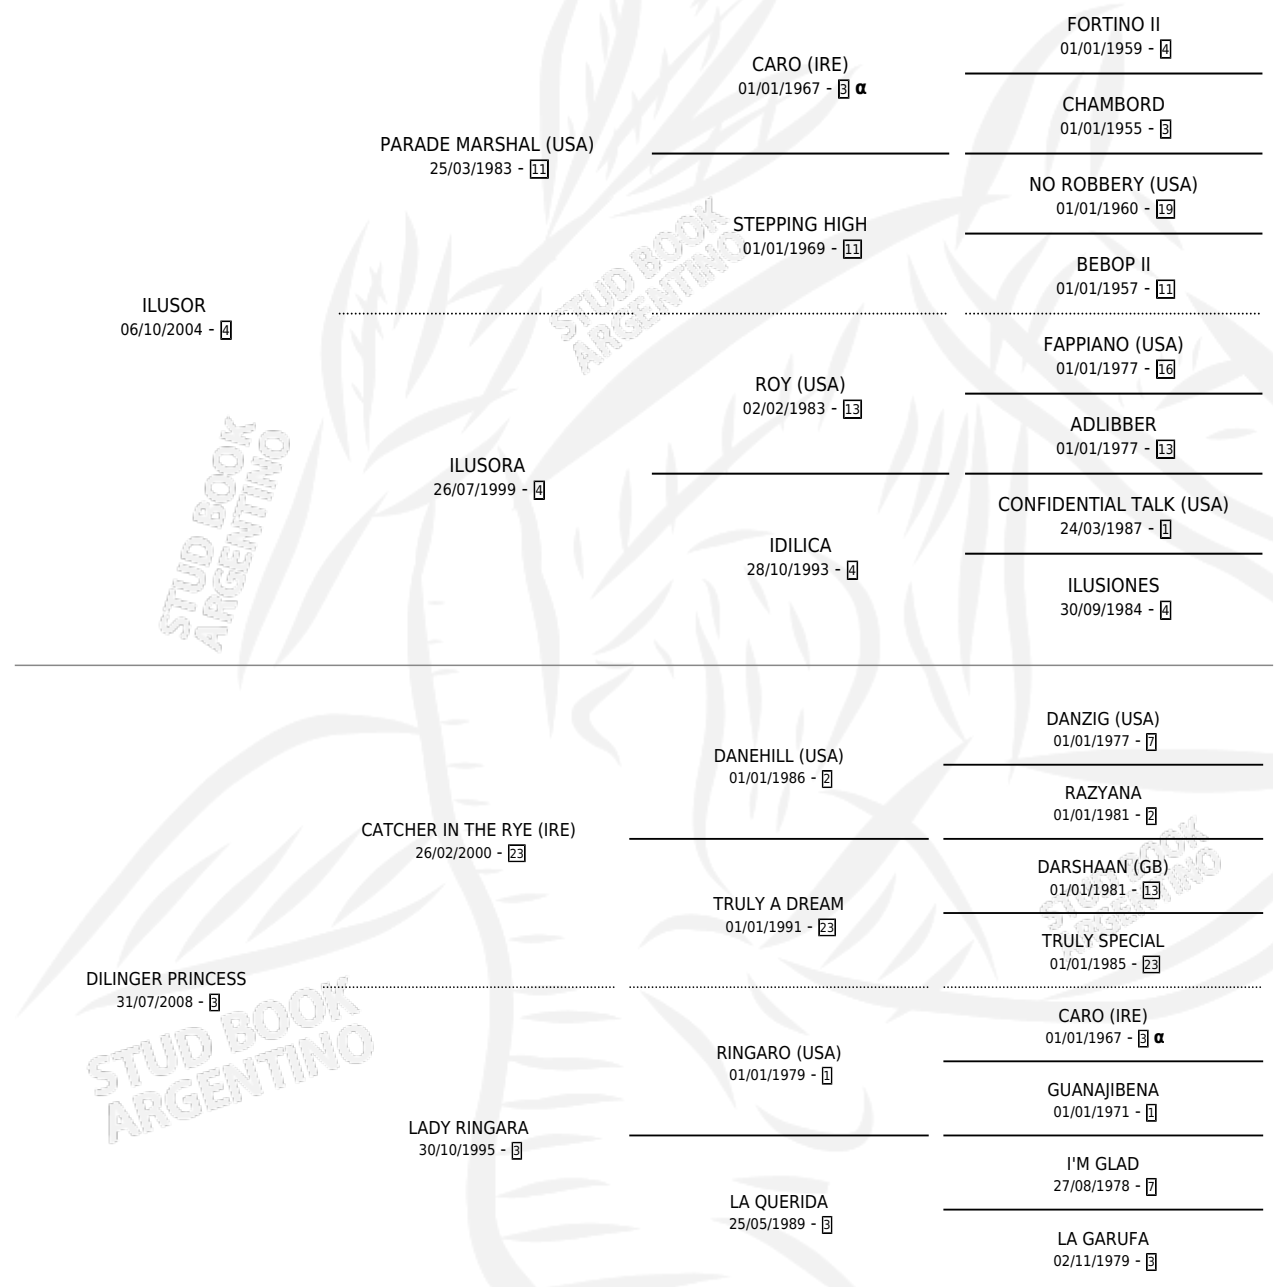 FORTINO II
01/01/1959 - 4
CARO (IRE)
01/01/1967 - 3 α
CHAMBORD
01/01/1955 - 3
PARADE MARSHAL (USA)
25/03/1983 - 11
NO ROBBERY (USA)
01/01/1960 - 19
STEPPING HIGH
01/01/1969 - 11
BEBOP II
01/01/1957 - 11
ILUSOR
06/10/2004 - 4
FAPPIANO (USA)
01/01/1977 - 16
ROY (USA)
02/02/1983 - 13
ADLIBBER
01/01/1977 - 13
ILUSORA
26/07/1999 - 4
CONFIDENTIAL TALK (USA)
24/03/1987 - 1
IDILICA
28/10/1993 - 4
ILUSIONES
30/09/1984 - 4
STUD BOOK
ARGENTINO
STUD BOOK
ARGENTINO
DANZIG (USA)
01/01/1977 - 7
DANEHILL (USA)
01/01/1986 - 2
RAZYANA
01/01/1981 - 2
CATCHER IN THE RYE (IRE)
26/02/2000 - 23
DARSHAAN (GB)
01/01/1981 - 13
TRULY A DREAM
01/01/1991 - 23
TRULY SPECIAL
01/01/1985 - 23
DILINGER PRINCESS
31/07/2008 - 3
CARO (IRE)
01/01/1967 - 3 α
RINGARO (USA)
01/01/1979 - 1
GUANAJIBENA
01/01/1971 - 1
LADY RINGARA
30/10/1995 - 3
I'M GLAD
27/08/1978 - 7
LA QUERIDA
25/05/1989 - 3
LA GARUFA
02/11/1979 - 3
STUD BOOK
ARGENTINO
STUD BOOK
ARGENTINO